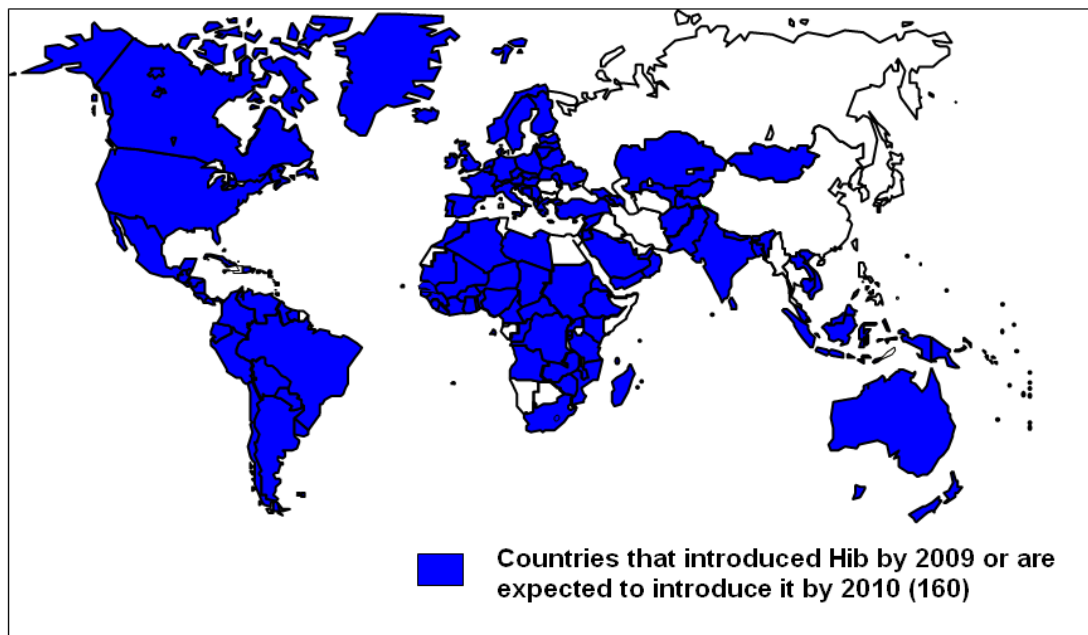 Countries that introduced Hib by 2009 or are
expected to introduce it by 2010 (160)